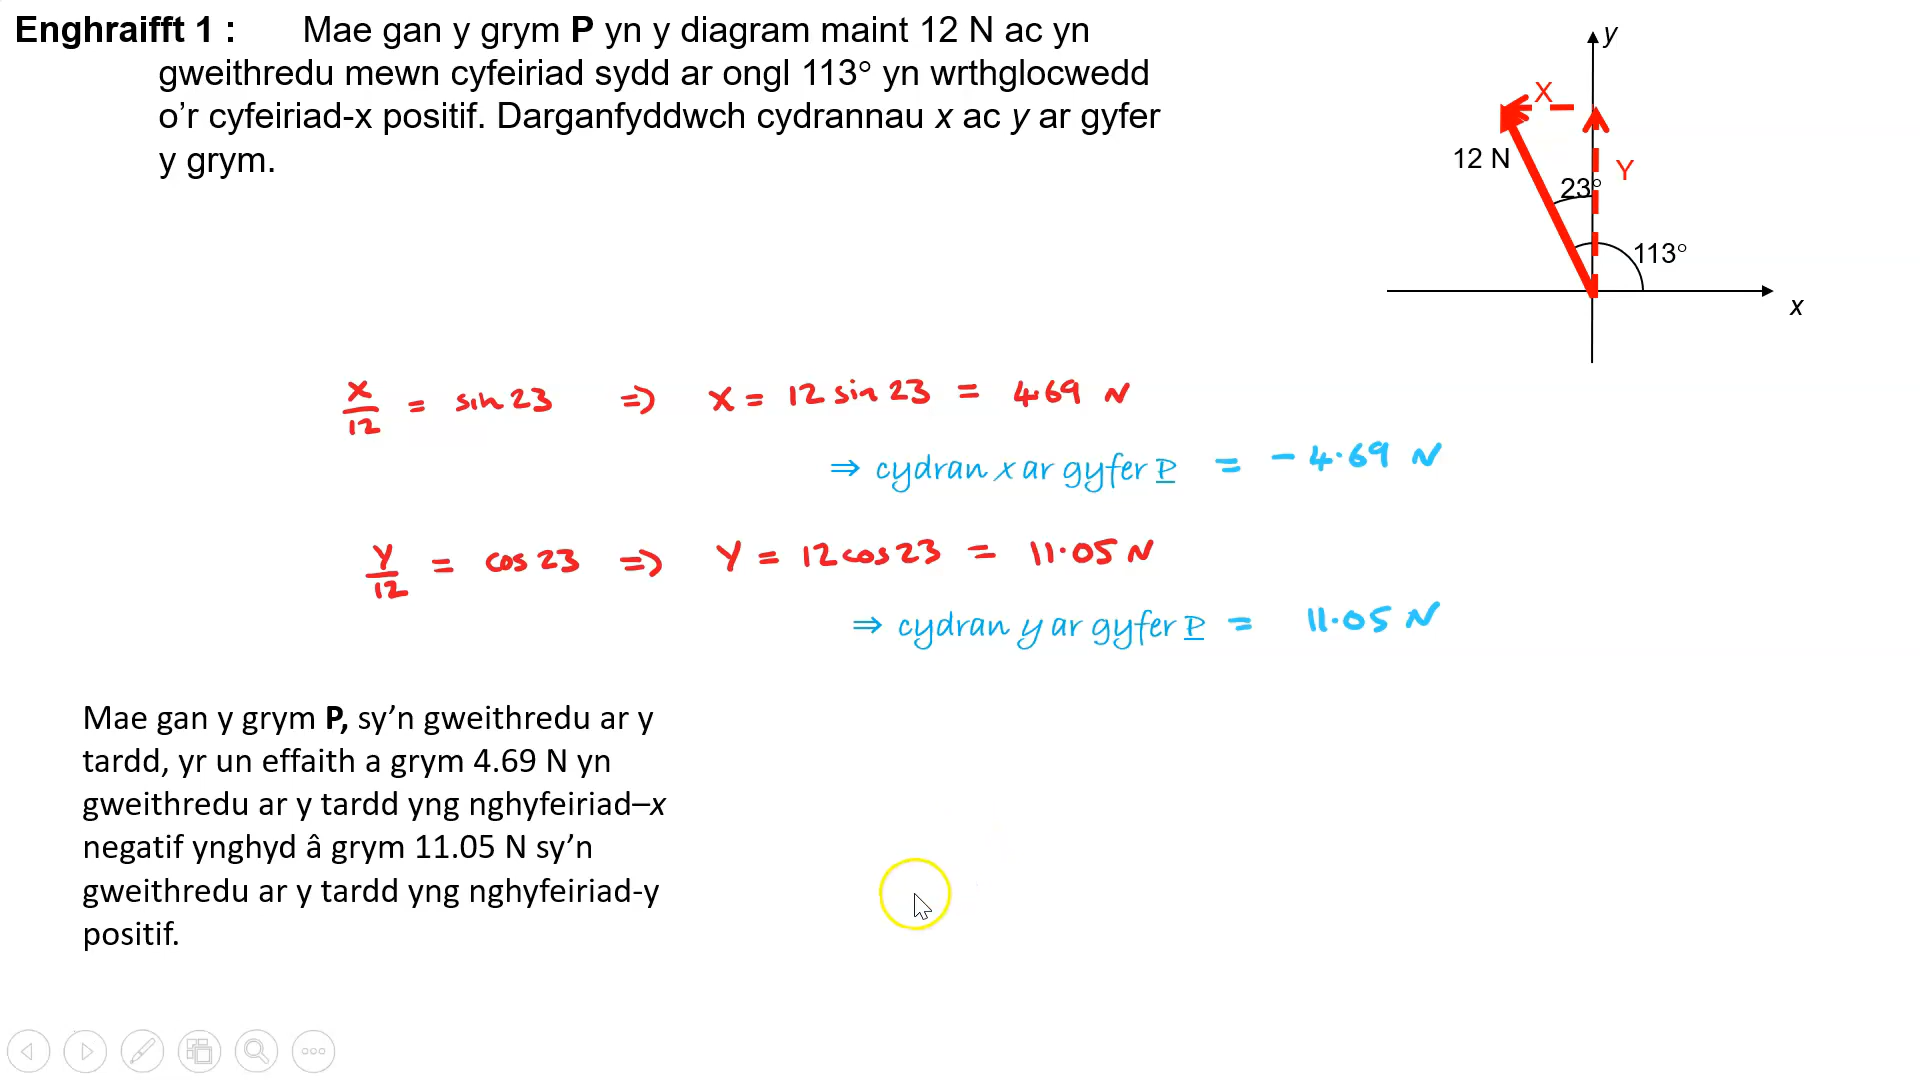 Enghraifft 1 : Mae gan y grym P yn y diagram maint 12 N ac yn
gweithredu mewn cyfeiriad sydd ar ongl 113° yn wrthglocwedd
o’r cyfeiriad-x positif. Darganfyddwch cydrannau x ac y ar gyfer
y grym.
y
X
12 N
Y
23°
113°
x
X/12 = sin 23 ⇒ X = 12 sin 23 = 4.69 N
⇒ cydran x ar gyfer P = - 4.69 N
Y/12 = cos 23 ⇒ Y = 12 cos 23 = 11.05 N
⇒ cydran y ar gyfer P = 11.05 N
Mae gan y grym P, sy’n gweithredu ar y
tardd, yr un effaith a grym 4.69 N yn
gweithredu ar y tardd yng nghyfeiriad–x
negatif ynghyd â grym 11.05 N sy’n
gweithredu ar y tardd yng nghyfeiriad-y
positif.